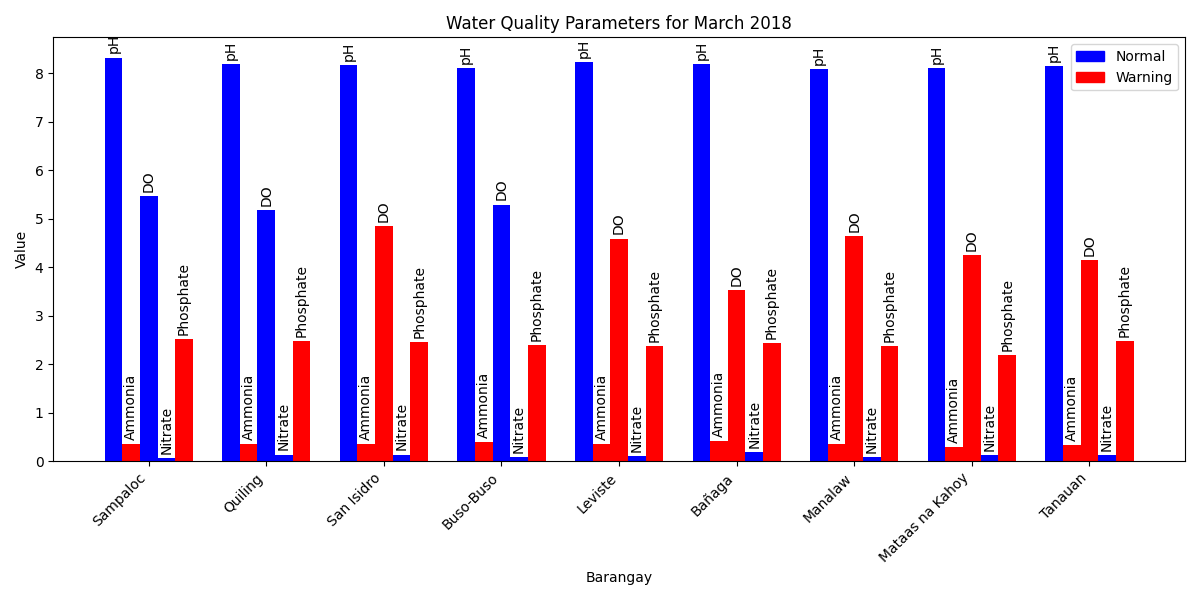 Water Quality Parameters for March 2018
Normal
Warning
Value
8
7
6
5
4
3
2
1
0
pH
Ammonia
DO
Nitrate
Phosphate
pH
Ammonia
DO
Nitrate
Phosphate
pH
Ammonia
DO
Nitrate
Phosphate
pH
Ammonia
DO
Nitrate
Phosphate
pH
Ammonia
DO
Nitrate
Phosphate
pH
Ammonia
DO
Nitrate
Phosphate
pH
Ammonia
DO
Nitrate
Phosphate
pH
Ammonia
DO
Nitrate
Phosphate
pH
Ammonia
DO
Nitrate
Phosphate
Sampaloc
Quiling
San Isidro
Buso-Buso
Leviste
Bañaga
Manalaw
Mataas na Kahoy
Tanauan
Barangay